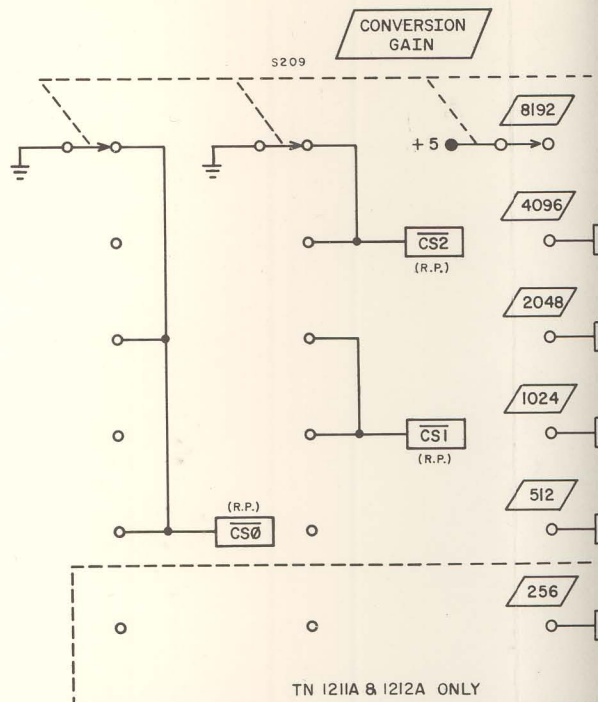 CONVERSION
GAIN
S209
8192
+5
4096
CS2
(R.P.)
2048
1024
CS1
(R.P.)
512
(R.P.)
CSØ
256
TN 1211A & 1212A ONLY